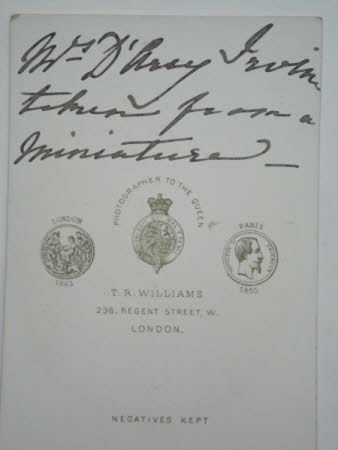 Mrs D'Arcy Irvine
taken from a
miniature
PHOTOGRAPHER TO THE QUEEN
LONDON
1862
PARIS
1855
T. R. WILLIAMS
236. REGENT STREET, W.
LONDON.
NEGATIVES KEPT